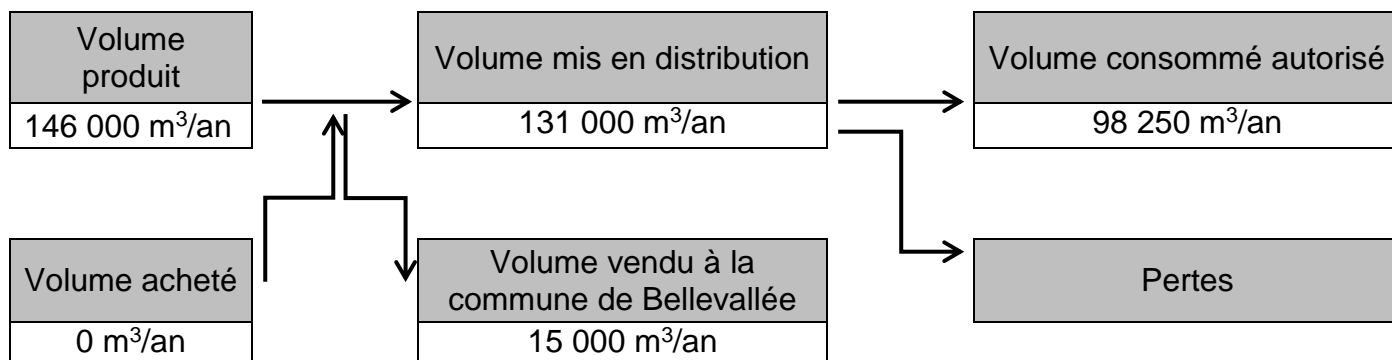 Volume
produit
146 000 m³/an
Volume mis en distribution
131 000 m³/an
Volume consommé autorisé
98 250 m³/an
Volume acheté
0 m³/an
Volume vendu à la
commune de Bellevallée
15 000 m³/an
Pertes